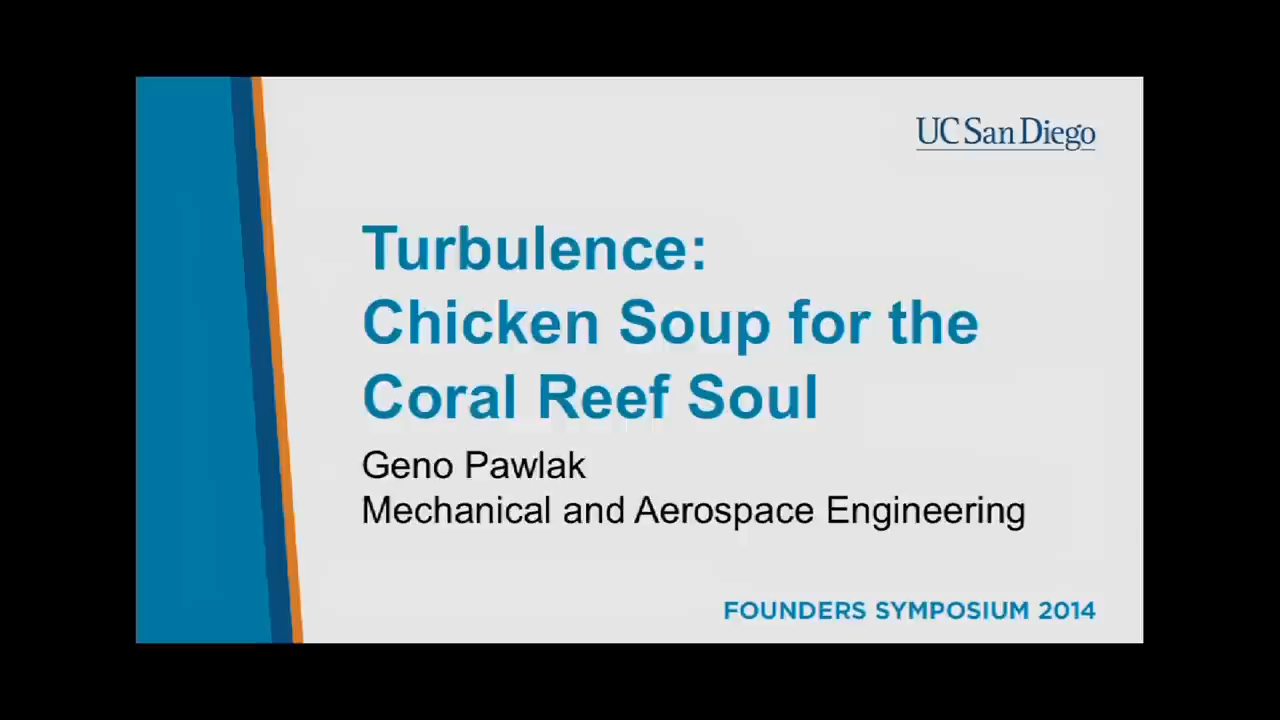 UC San Diego
Turbulence:
Chicken Soup for the
Coral Reef Soul
Geno Pawlak
Mechanical and Aerospace Engineering
FOUNDERS SYMPOSIUM 2014